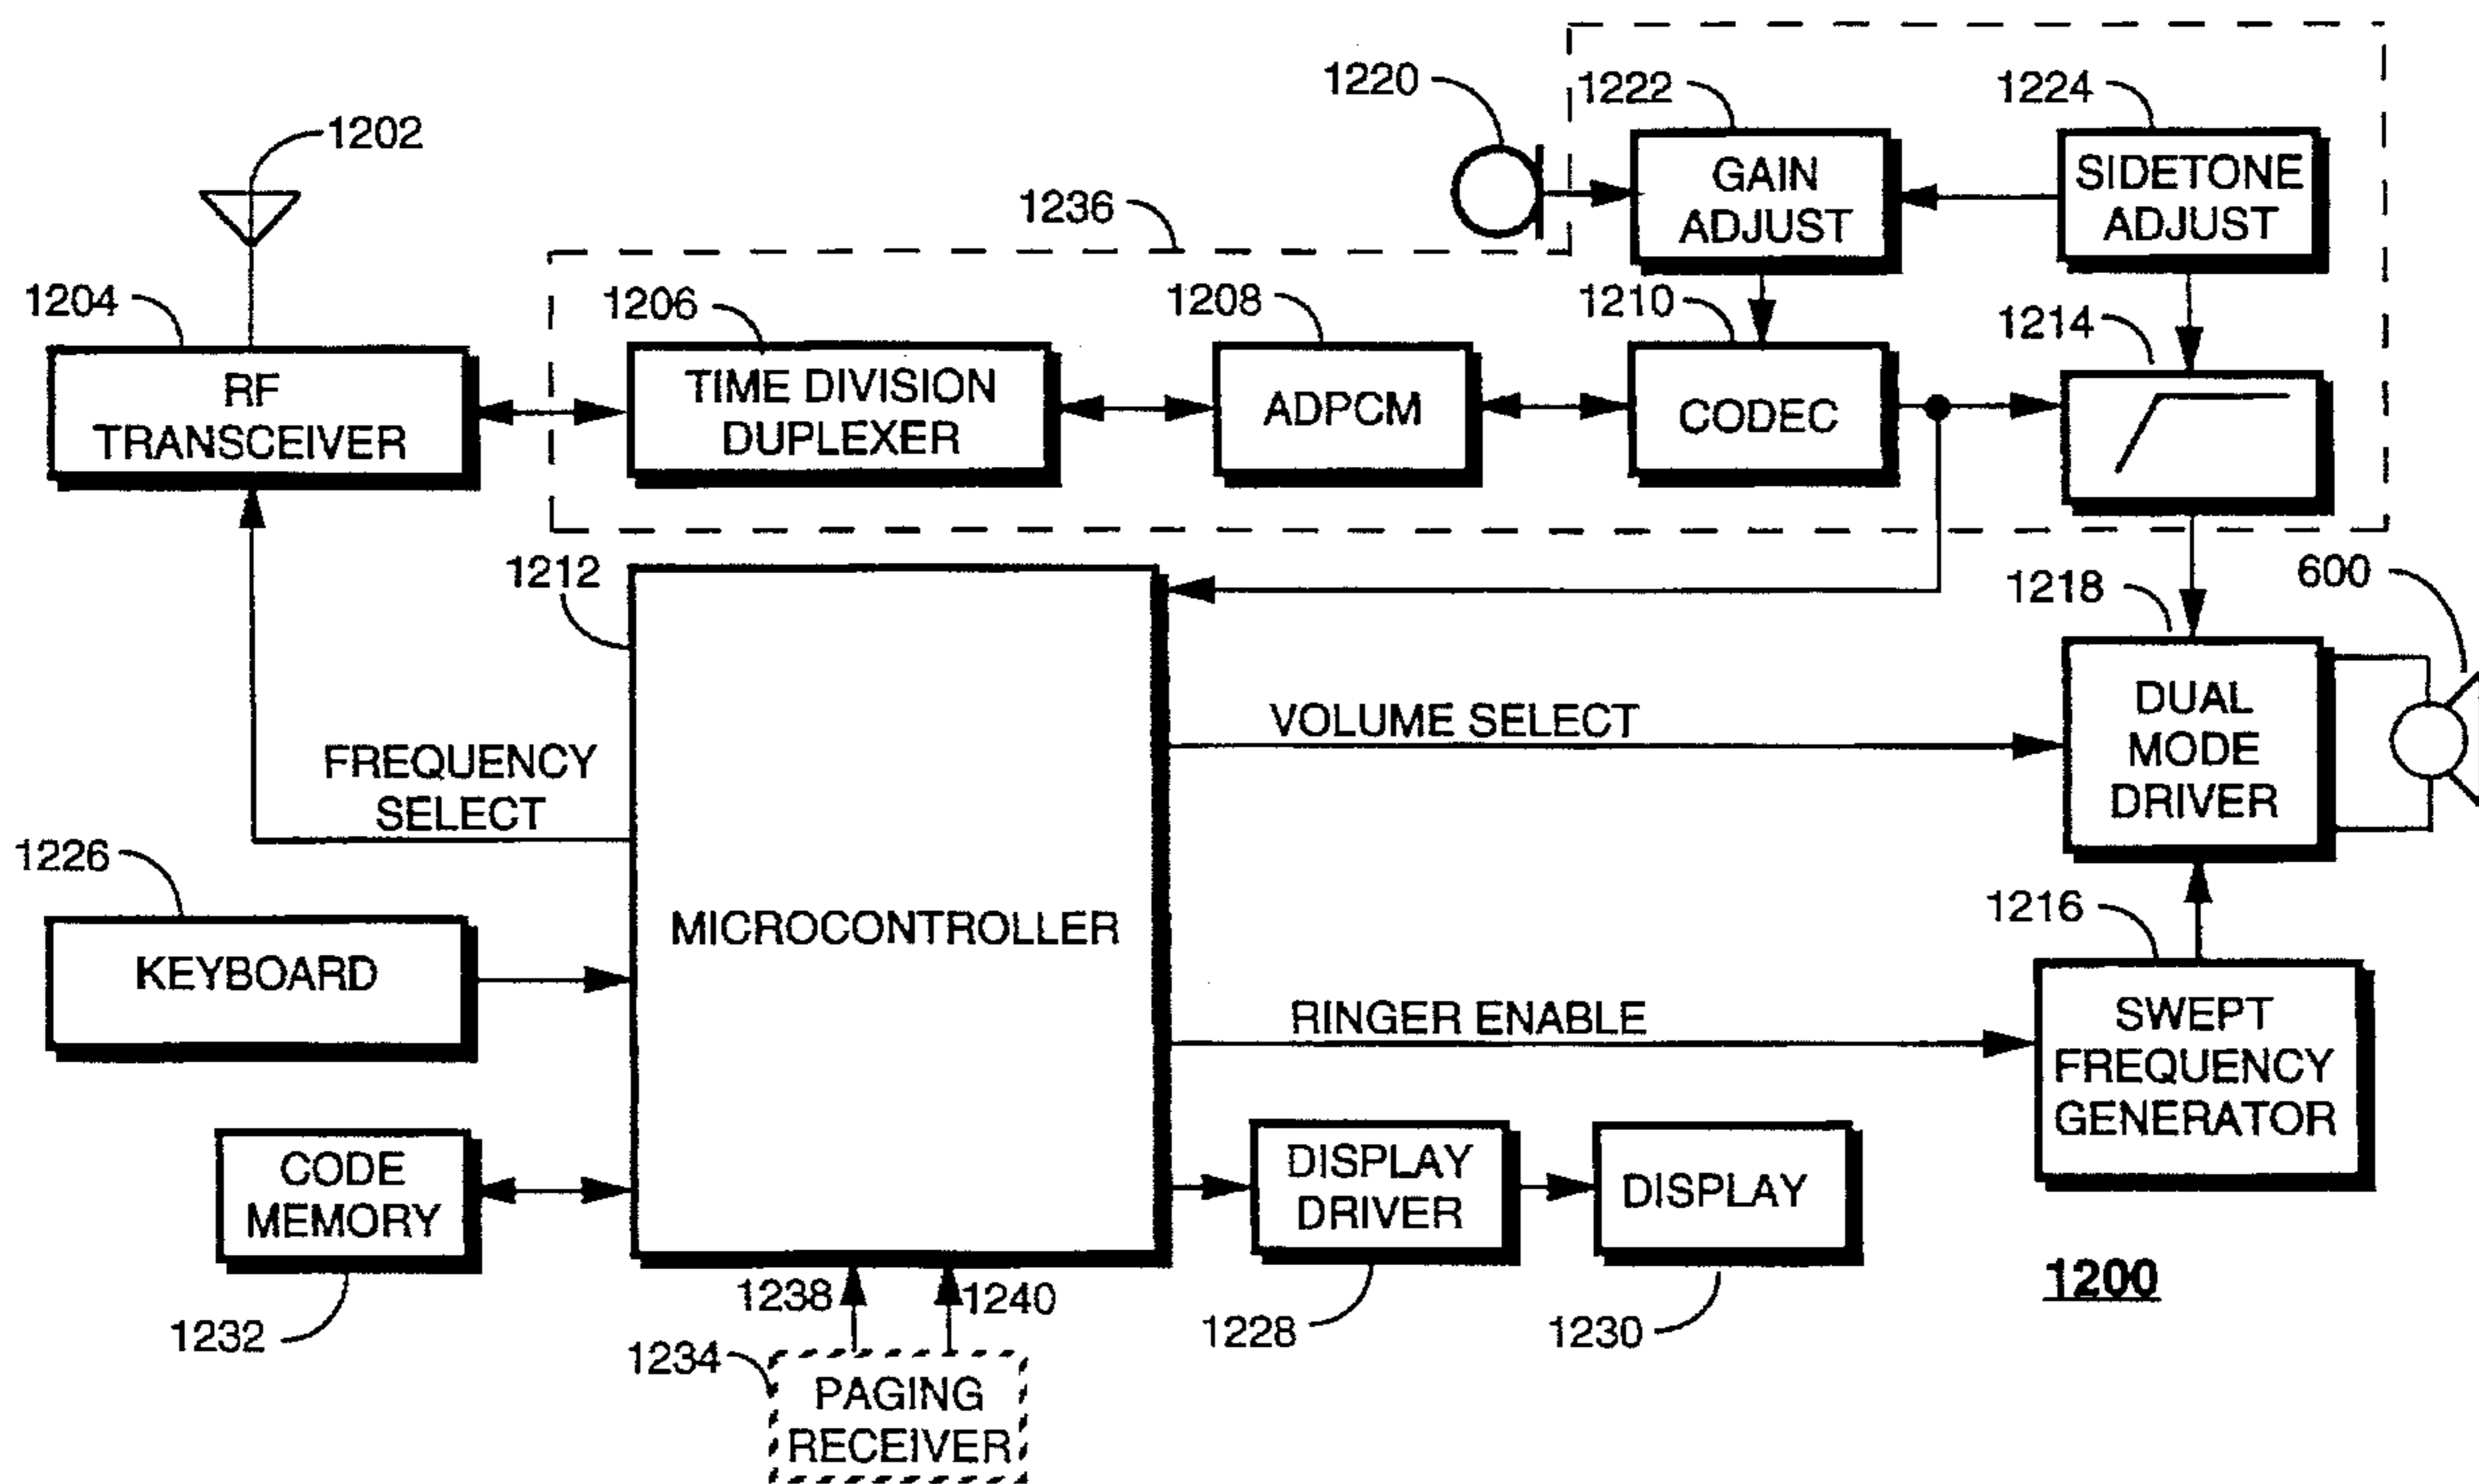 1220
1222
1224
1202
1236
GAIN
ADJUST
SIDETONE
ADJUST
1204
1206
1208
1210
1214
RF
TRANSCEIVER
TIME DIVISION
DUPLEXER
ADPCM
CODEC
1212
1218
600
FREQUENCY
SELECT
VOLUME SELECT
DUAL
MODE
DRIVER
1226
1216
KEYBOARD
MICROCONTROLLER
RINGER ENABLE
SWEPT
FREQUENCY
GENERATOR
CODE
MEMORY
DISPLAY
DRIVER
DISPLAY
1200
1238
1240
1232
1234
1228
1230
PAGING
RECEIVER